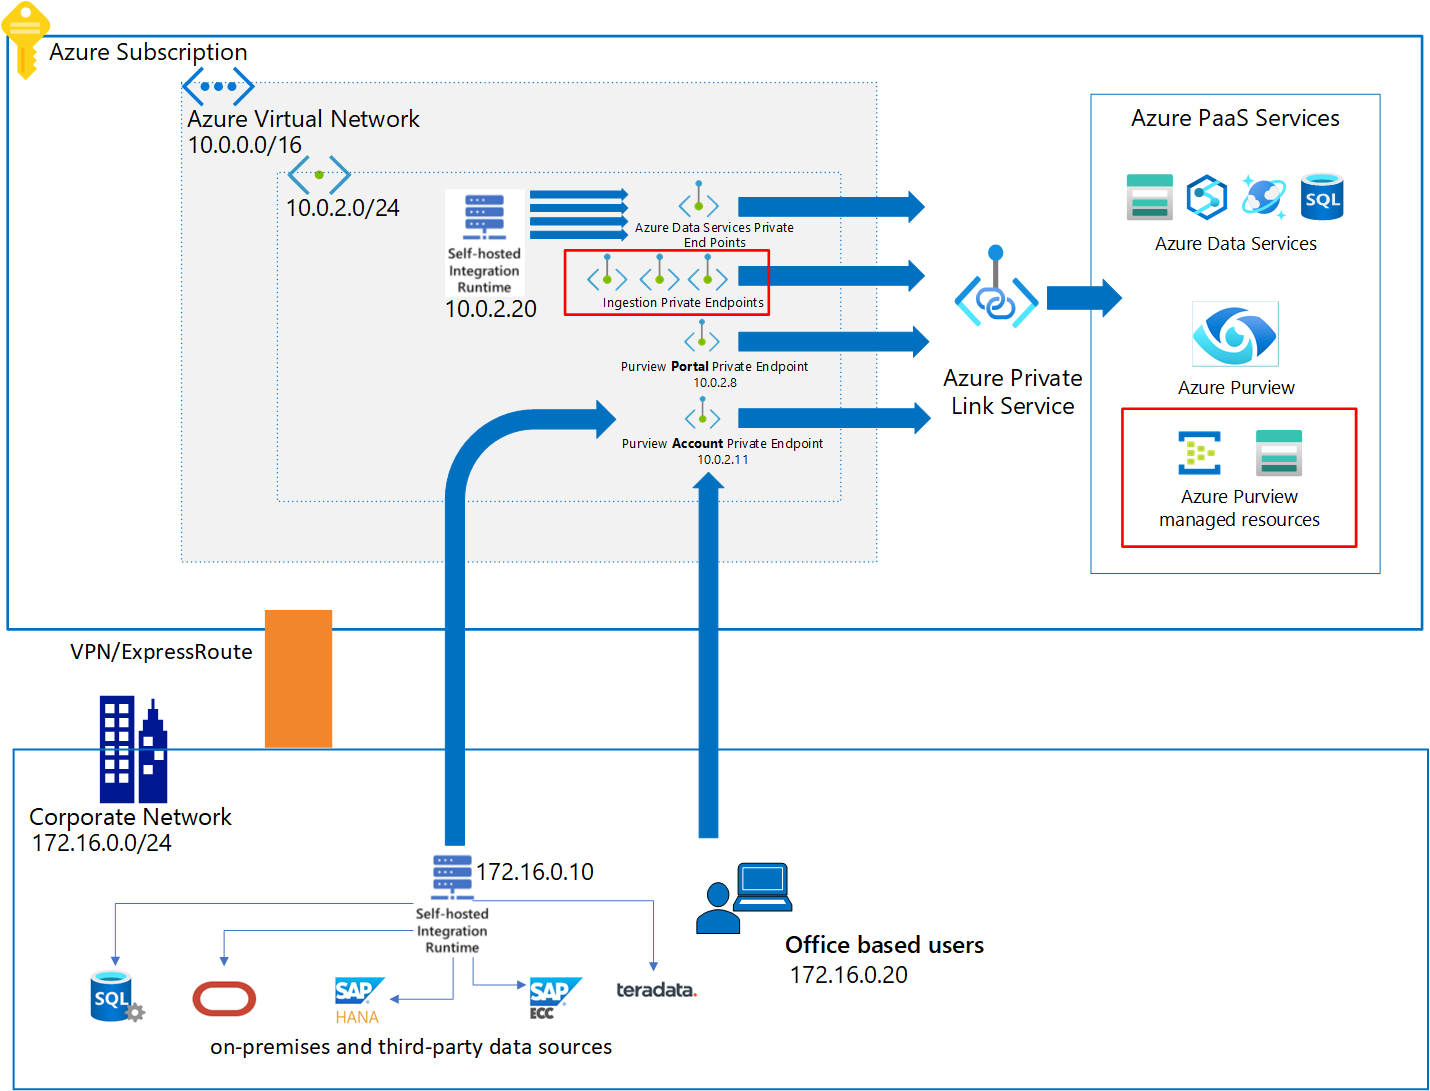 Azure Subscription
Azure Virtual Network
10.0.0.0/16
10.0.2.0/24
Self-hosted
Integration
Runtime
10.0.2.20
Azure Data Services Private
End Points
Ingestion Private Endpoints
Purview Portal Private Endpoint
10.0.2.8
Purview Account Private Endpoint
10.0.2.11
Azure Private
Link Service
Azure PaaS Services
SQL
Azure Data Services
Azure Purview
Azure Purview
managed resources
VPN/ExpressRoute
Corporate Network
172.16.0.0/24
172.16.0.10
Self-hosted
Integration
Runtime
Office based users
172.16.0.20
SQL
SAP
HANA
SAP
ECC
teradata.
on-premises and third-party data sources